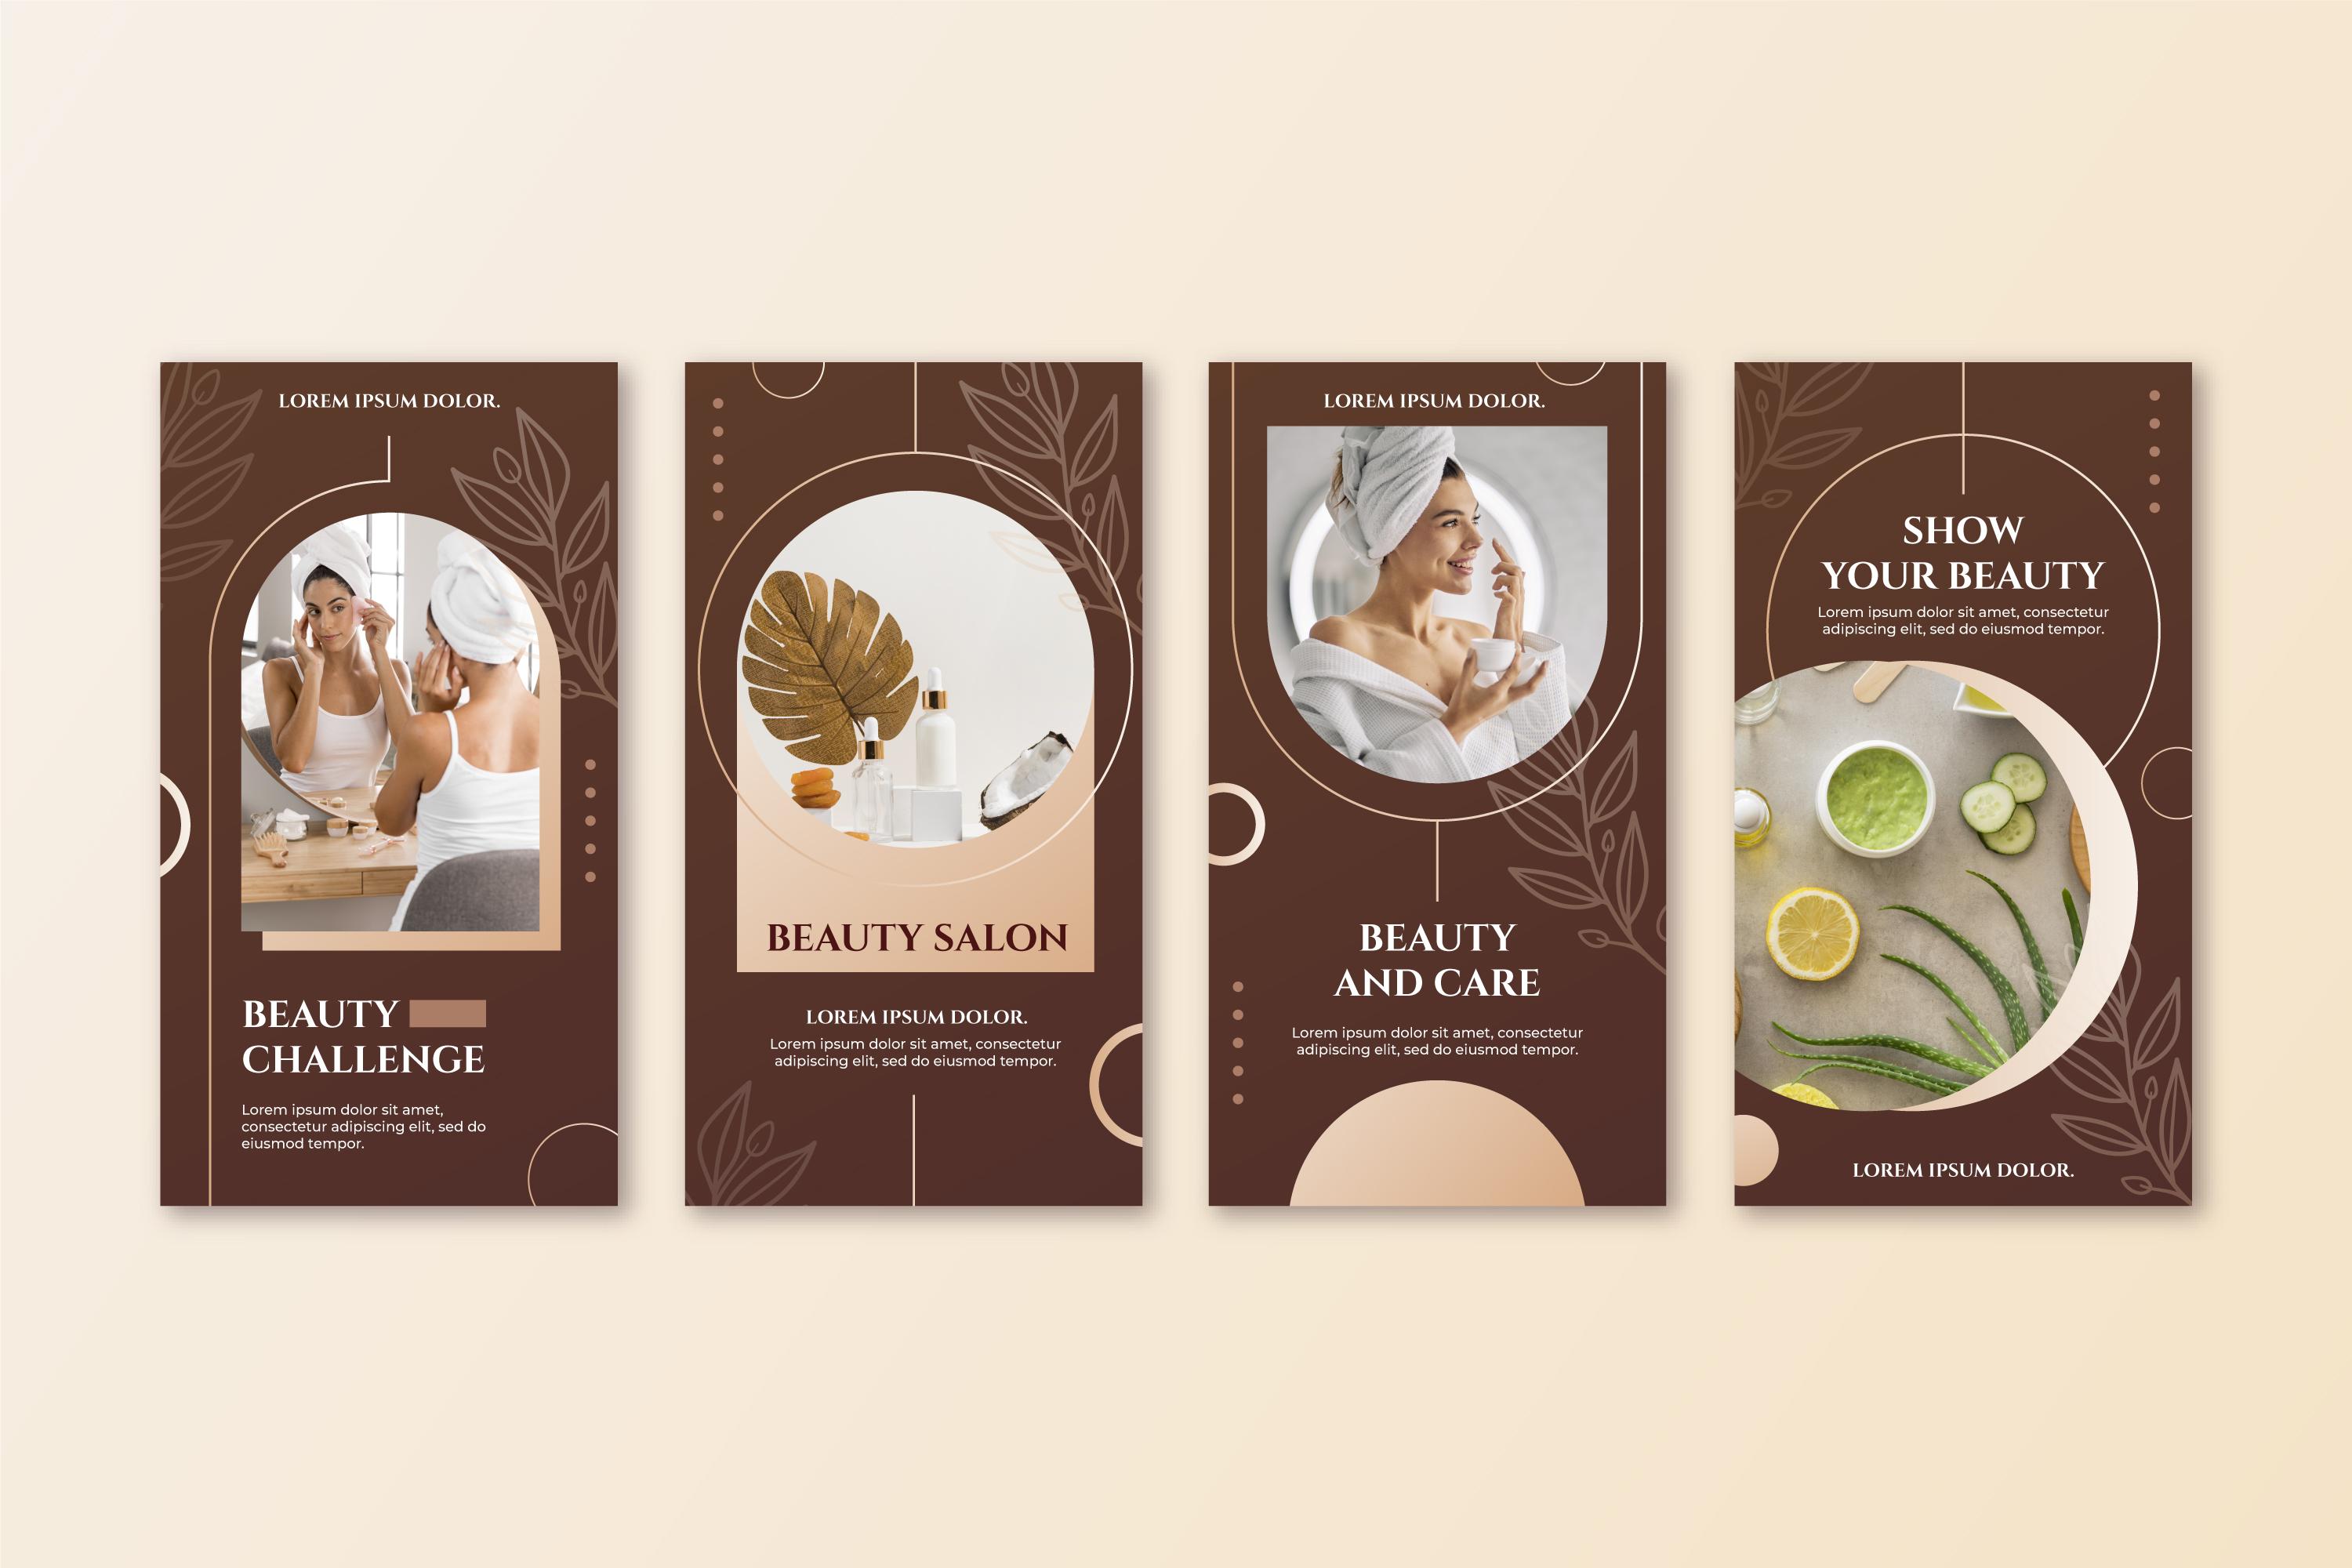 LOREM IPSUM DOLOR.
BEAUTY
CHALLENGE
Lorem ipsum dolor sit amet,
consectetur adipiscing elit, sed do
eiusmod tempor.
BEAUTY SALON
LOREM IPSUM DOLOR.
Lorem ipsum dolor sit amet, consectetur
adipiscing elit, sed do eiusmod tempor.
LOREM IPSUM DOLOR.
BEAUTY
AND CARE
Lorem ipsum dolor sit amet, consectetur
adipiscing elit, sed do eiusmod tempor.
SHOW
YOUR BEAUTY
Lorem ipsum dolor sit amet, consectetur
adipiscing elit, sed do eiusmod tempor.
LOREM IPSUM DOLOR.